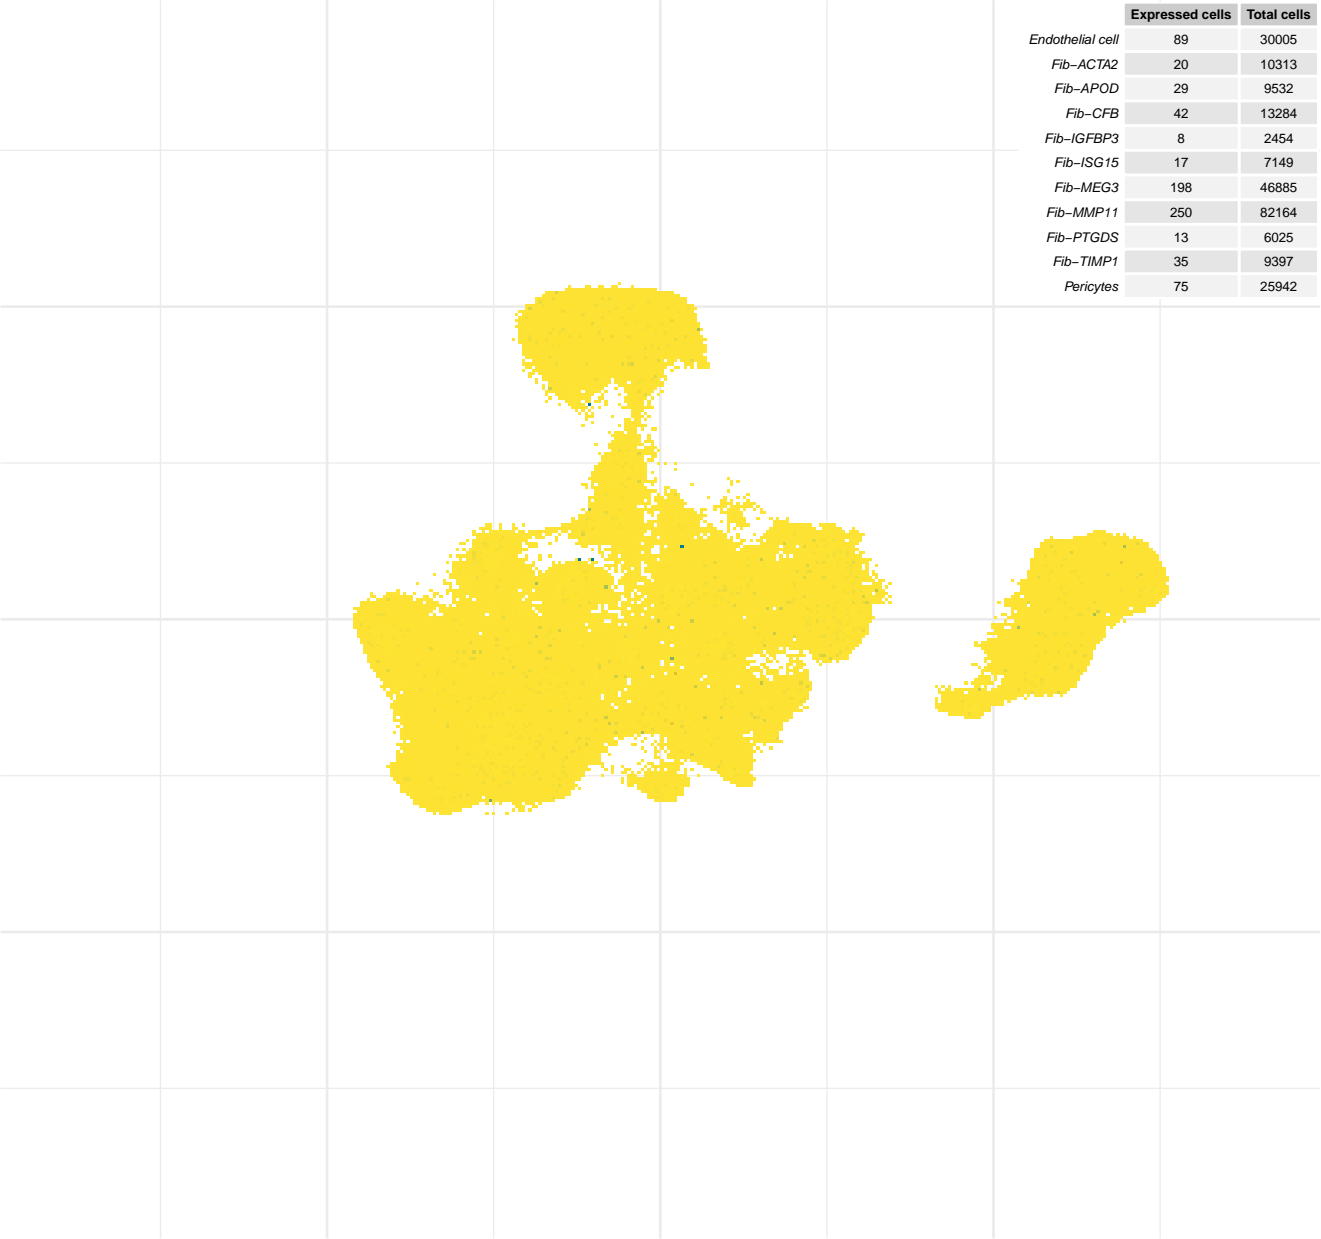 Expressed cells Total cells
Endothelial cell 89 30005
Fib−ACTA2 20 10313
Fib−APOD 29 9532
Fib−CFB 42 13284
Fib−IGFBP3 8 2454
Fib−ISG15 17 7149
Fib−MEG3 198 46885
Fib−MMP11 250 82164
Fib−PTGDS 13 6025
Fib−TIMP1 35 9397
Pericytes 75 25942